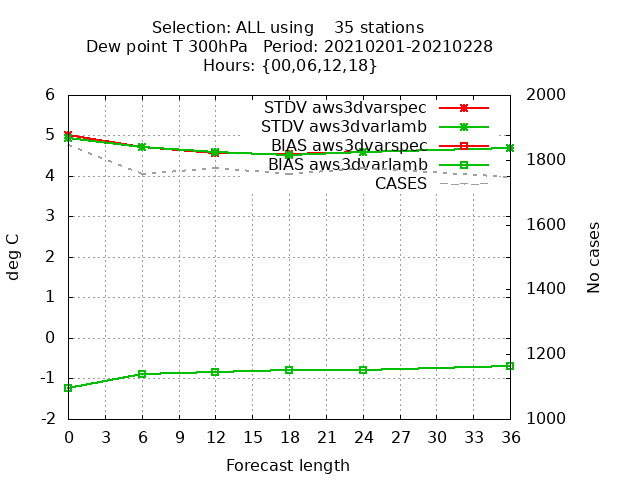 Selection: ALL using    35 stations
Dew point T 300hPa   Period: 20210201-20210228
Hours: {00,06,12,18}
STDV aws3dvarspec
STDV aws3dvarlamb
BIAS aws3dvarspec
BIAS aws3dvarlamb
CASES
6
5
4
3
2
1
0
-1
-2
deg C
2000
1800
1600
1400
1200
1000
No cases
0 3 6 9 12 15 18 21 24 27 30 33 36
Forecast length